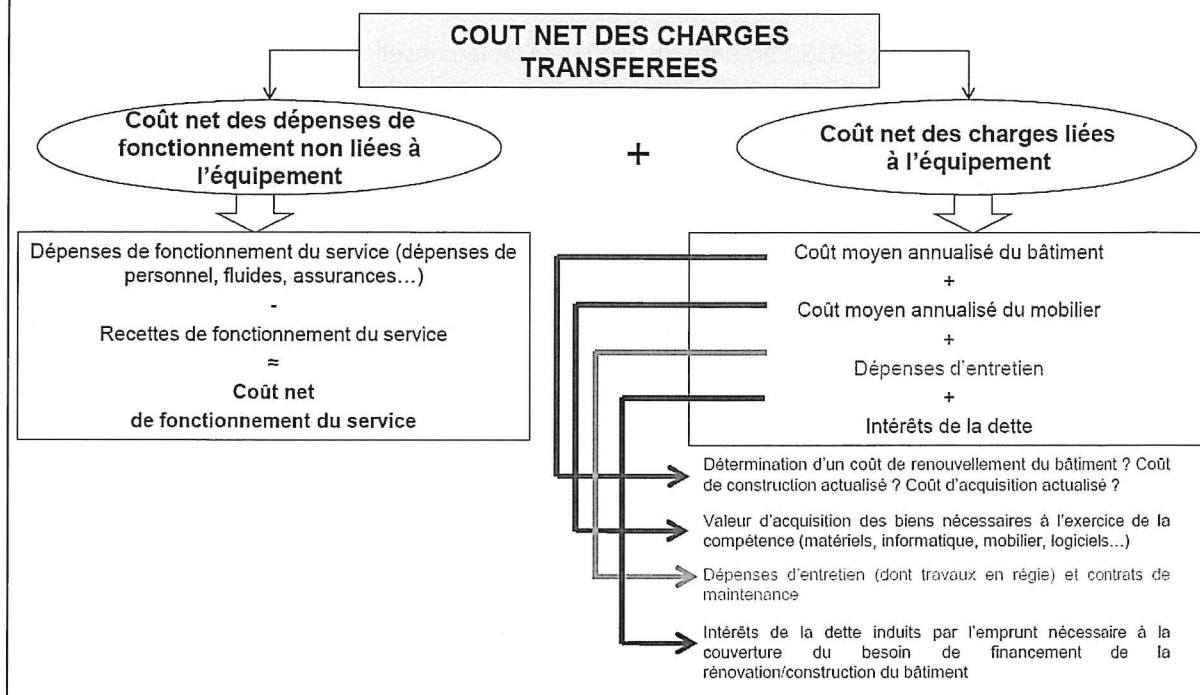 COUT NET DES CHARGES
TRANSFEREES
Coût net des dépenses de
fonctionnement non liées à
l'équipement
+
Coût net des charges liées
à l'équipement
Dépenses de fonctionnement du service (dépenses de
personnel, fluides, assurances…)
-
Recettes de fonctionnement du service
≈
Coût net
de fonctionnement du service
Coût moyen annualisé du bâtiment
+
Coût moyen annualisé du mobilier
+
Dépenses d'entretien
+
Intérêts de la dette
Détermination d'un coût de renouvellement du bâtiment ? Coût
de construction actualisé ? Coût d'acquisition actualisé ?
Valeur d'acquisition des biens nécessaires à l'exercice de la
compétence (matériels, informatique, mobilier, logiciels…)
Dépenses d'entretien (dont travaux en régie) et contrats de
maintenance
Intérêts de la dette induits par l'emprunt nécessaire à la
couverture du besoin de financement de la
rénovation/construction du bâtiment